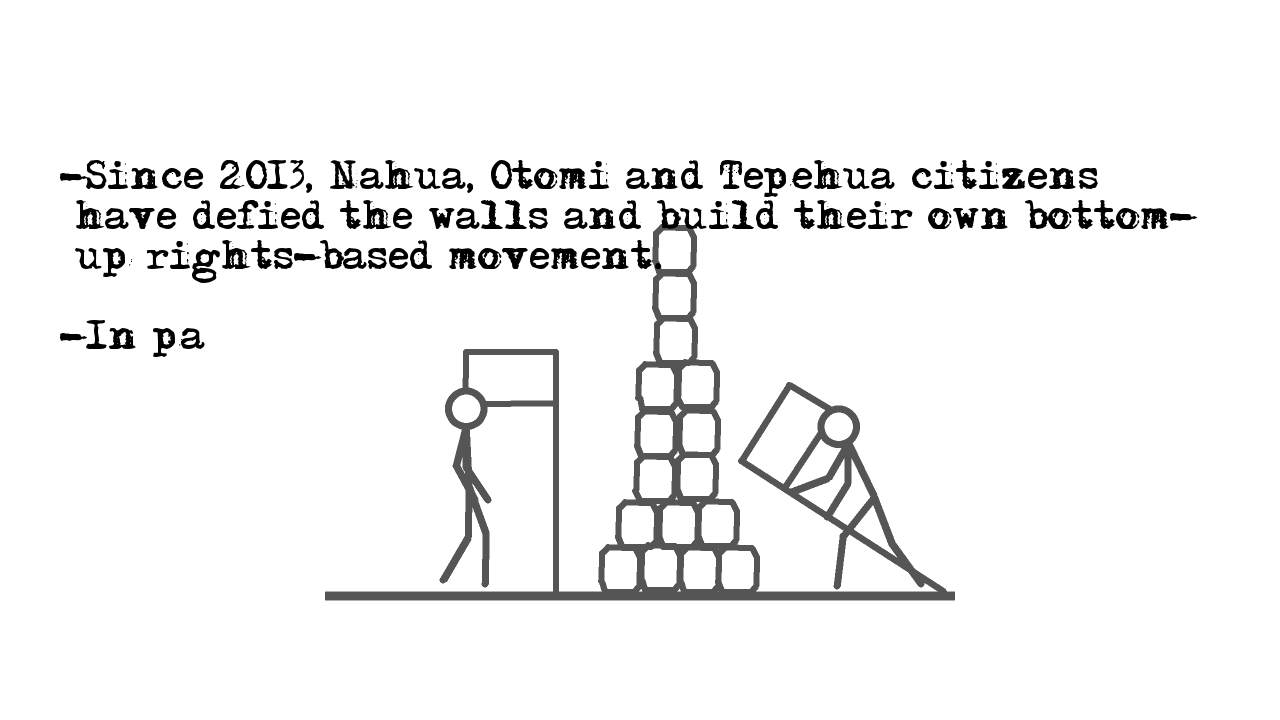 -Since 2013, Nahua, Otomi and Tepehua citizens
have defied the walls and build their own bottom-
up rights-based movement.
-In pa